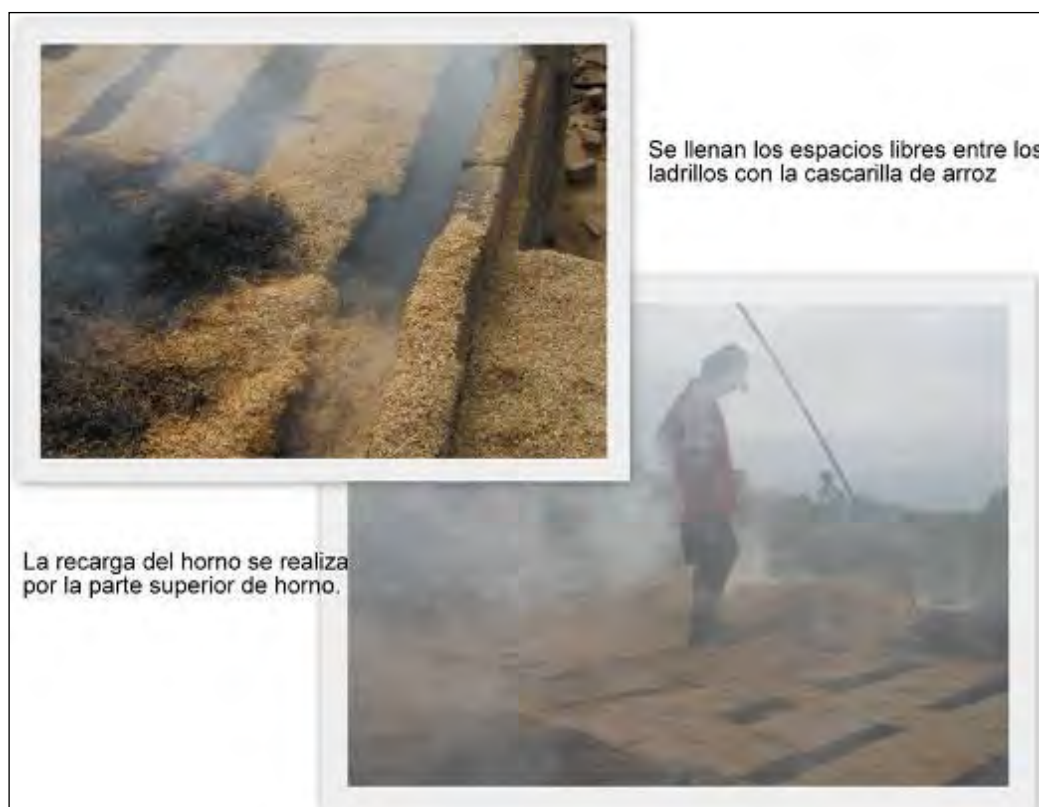 Se llenan los espacios libres entre los
ladrillos con la cascarilla de arroz
La recarga del horno se realiza
por la parte superior de horno.